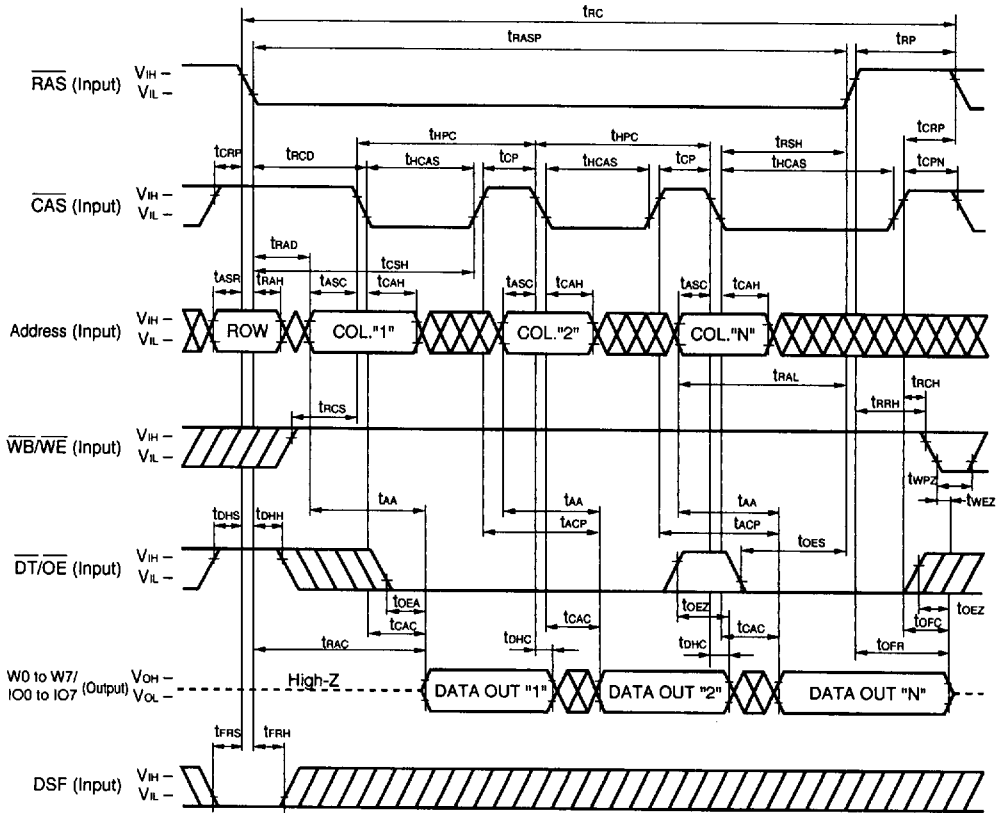 tRC
tRASP tRP
RAS (Input) VIH VIL
tHPC tHPC tCRP
tCRP tRCD tHCAS tCP tHCAS tCP tRSH tHCAS tCPN
CAS (Input) VIH VIL
tRAD
tCSH
tASR tRAH tASC tCAH tASC tCAH tASC tCAH
Address (Input) VIH VIL ROW COL."1" COL."2" COL."N"
tRAL tRCH
tRCS tRRH
WB/WE (Input) VIH VIL
tWPZ
tWEZ
tAA tAA tAA
tDHS tDHH tACP tACP
tOES
DT/OE (Input) VIH VIL
tOEA tOEZ tOEZ
tCAC tCAC tCAC tOFC
tRAC tDHC tDHC tOFR
W0 to W7/
IO0 to IO7 (Output) VOH VOL High-Z DATA OUT "1" DATA OUT "2" DATA OUT "N"
tFRS tFRH
DSF (Input) VIH VIL